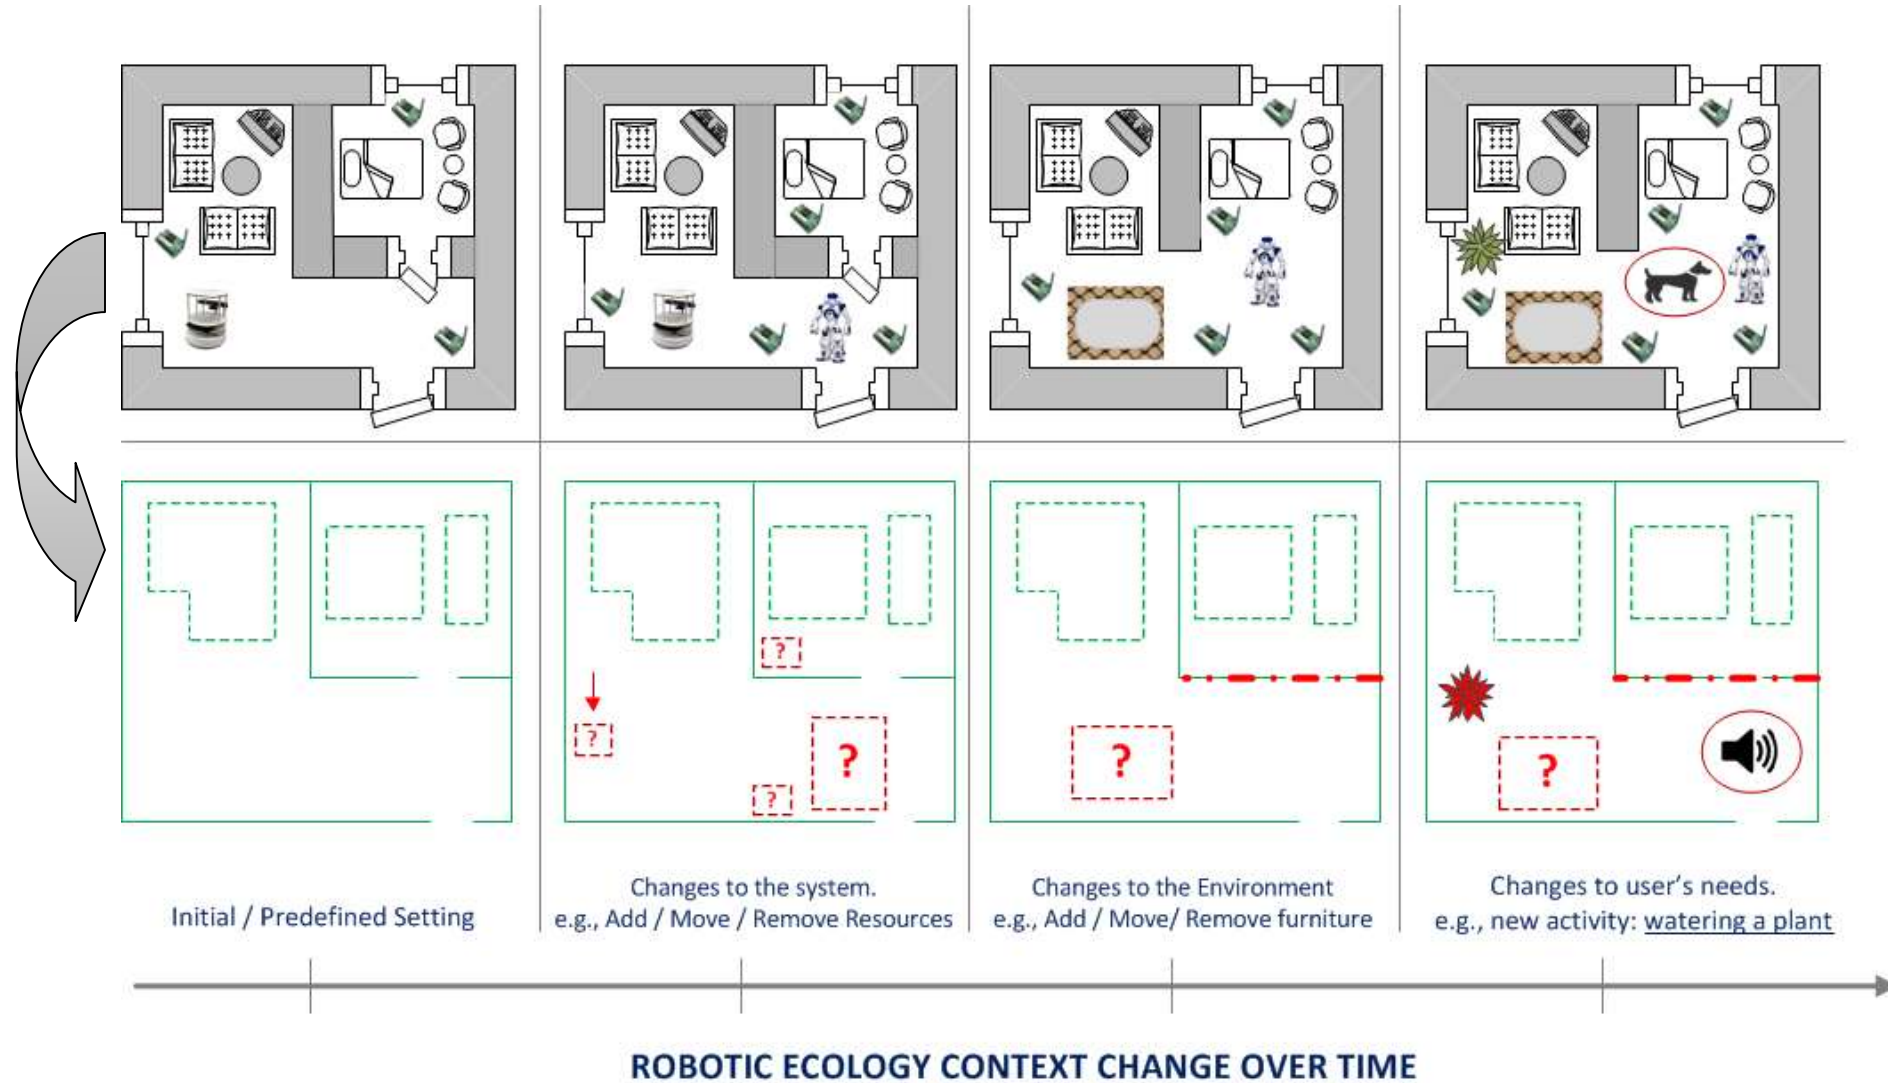 ?
?
?
?
?
?
Initial / Predefined Setting
Changes to the system.
e.g., Add / Move / Remove Resources
Changes to the Environment
e.g., Add / Move/ Remove furniture
Changes to user's needs.
e.g., new activity: watering a plant
ROBOTIC ECOLOGY CONTEXT CHANGE OVER TIME